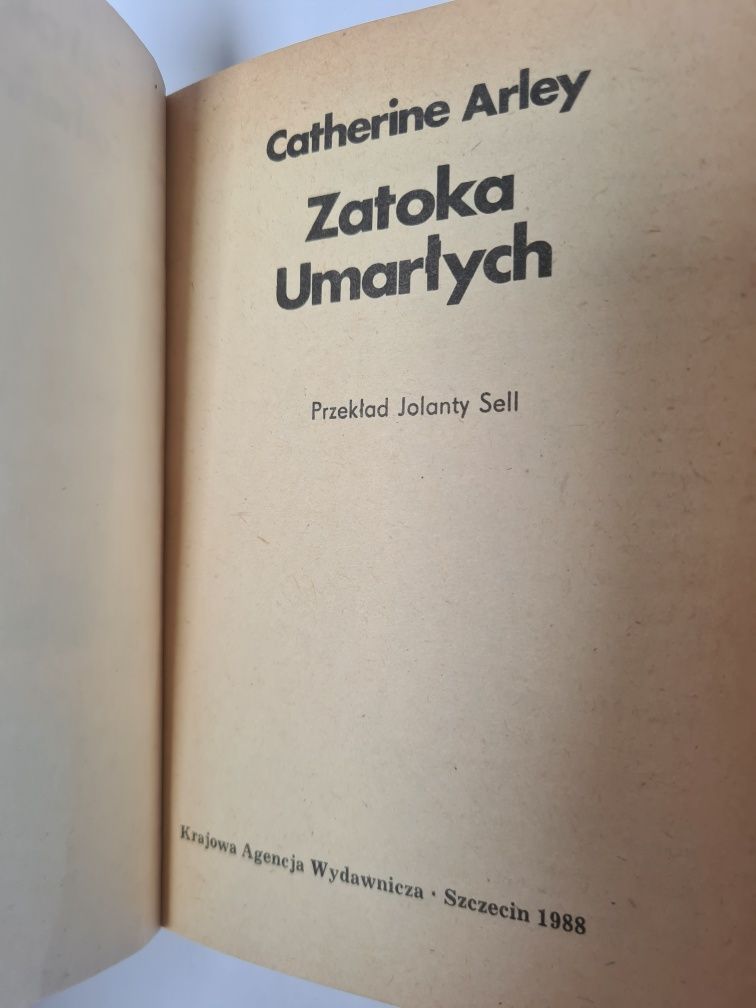 Catherine Arley
Zatoka
Umarłych
Przekład Jolanty Sell
Krajowa Agencja Wydawnicza · Szczecin 1988